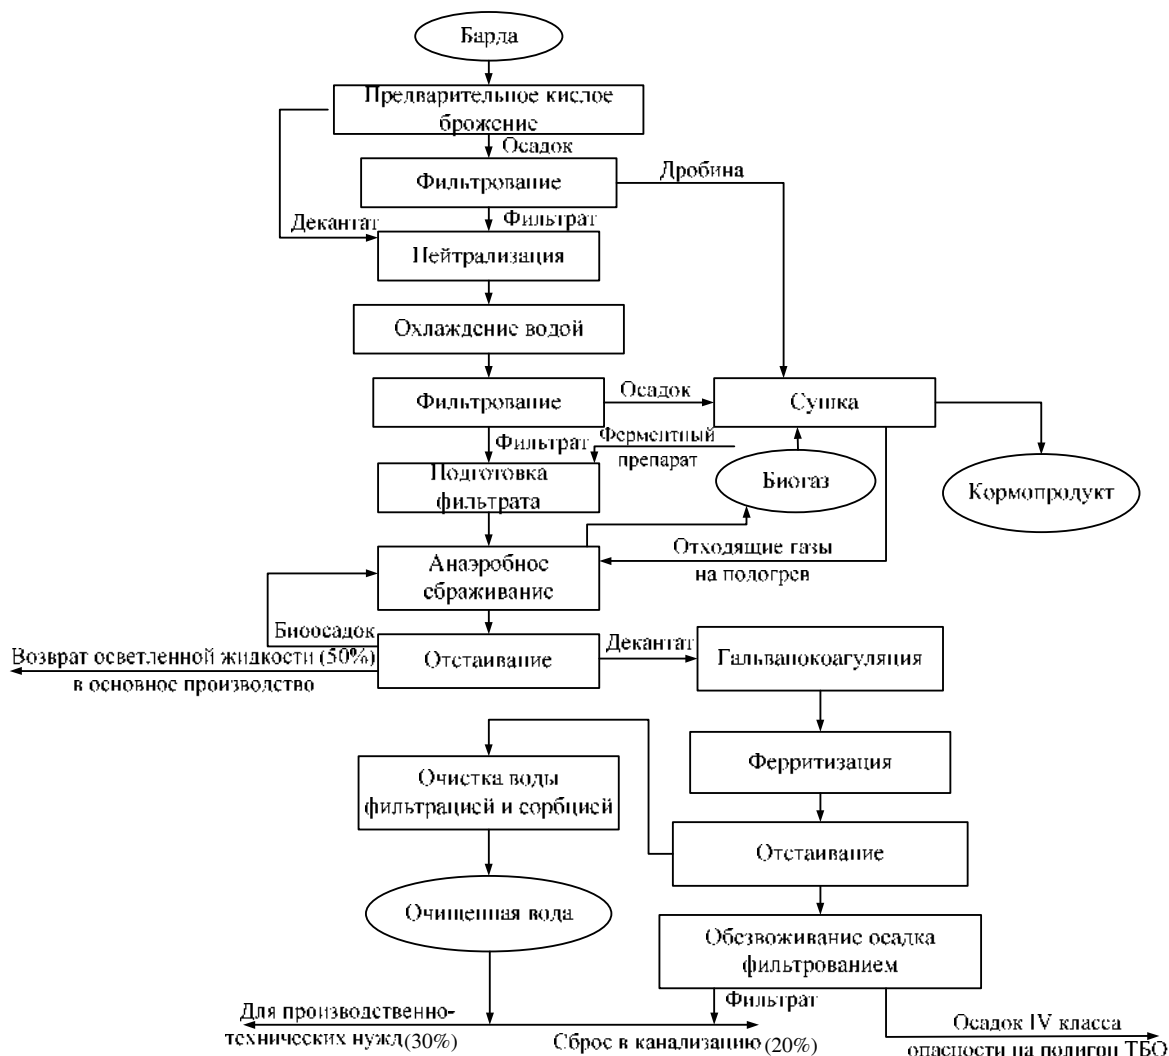 Барда
Предварительное кислое
брожение
Осадок
Фильтрование
Дробина
Декантат
Фильтрат
Нейтрализация
Охлаждение водой
Фильтрование
Осадок
Сушка
Фильтрат
Ферментный
препарат
Подготовка
фильтрата
Биогаз
Кормопродукт
Анаэробное
сбраживание
Отходящие газы
на подогрев
Биоосадок
Возврат осветленной жидкости (50%)
в основное производство
Отстаивание
Декантат
Гальванокоагуляция
Ферритизация
Очистка воды
фильтрацией и сорбцией
Отстаивание
Очищенная вода
Обезвоживание осадка
фильтрованием
Фильтрат
Для производственно-
технических нужд (30%)
Сброс в канализацию (20%)
Осадок IV класса
опасности на полигон ТБО